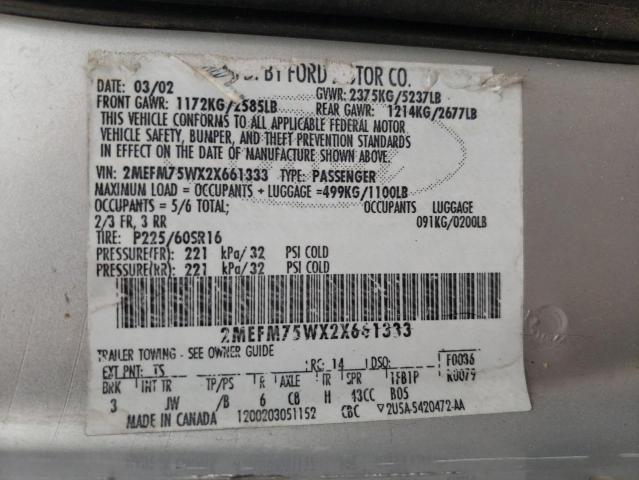 BY FORD MOTOR CO.
DATE: 03/02 GVWR: 2375KG/5237LB
FRONT GAWR: 1172KG/2585LB REAR GAWR: 1214KG/2677LB
THIS VEHICLE CONFORMS TO ALL APPLICABLE FEDERAL MOTOR
VEHICLE SAFETY, BUMPER, AND THEFT PREVENTION STANDARDS
IN EFFECT ON THE DATE OF MANUFACTURE SHOWN ABOVE.
VIN: 2MEFM75WX2X661333 TYPE: PASSENGER
MAXIMUM LOAD = OCCUPANTS + LUGGAGE =499KG/1100LB
OCCUPANTS = 5/6 TOTAL; OCCUPANTS LUGGAGE
2/3 FR, 3 RR 091KG/0200LB
TIRE: P225/60SR16
PRESSURE(FR): 221 kPa/32 PSI COLD
PRESSURE(RR): 221 kPa/32 PSI COLD
2MEFM75WX2X661333
TRAILER TOWING - SEE OWNER GUIDE
EXT PNT: TS RC: 14 DSO: F0036
BRK INT TR TP/PS R AXLE TR SPR 1FB1P R0079
3 JW /B 6 C8 H 43CC B05
MADE IN CANADA 1200203051152 CBC ▽2U5A-5420472-AA